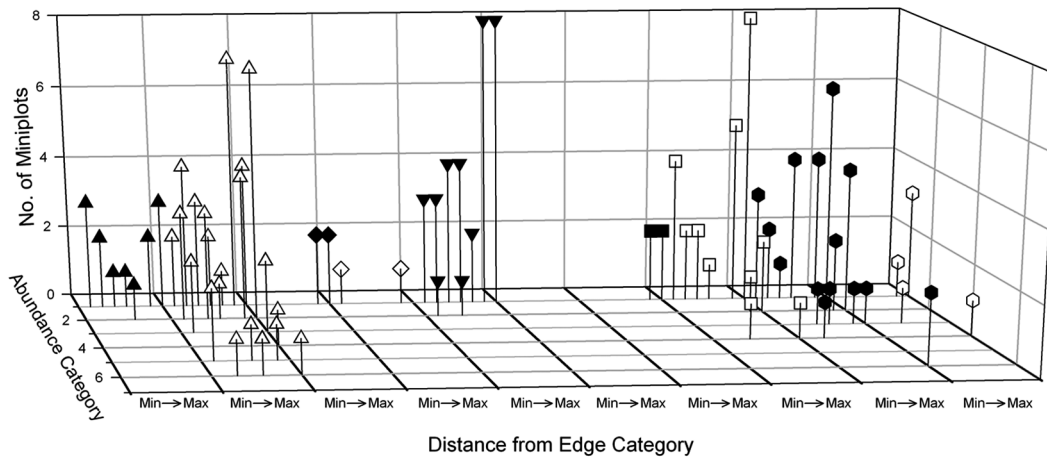 8
6
4
2
0
No. of Miniplots
2
4
6
Abundance Category
Min→Max Min→Max Min→Max Min→Max Min→Max Min→Max Min→Max Min→Max Min→Max Min→Max
Distance from Edge Category